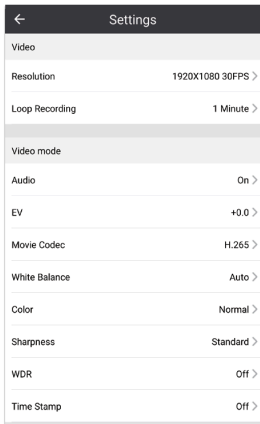 Settings
Video
Resolution 1920X1080 30FPS
Loop Recording 1 Minute
Video mode
Audio On
EV +0.0
Movie Codec H.265
White Balance Auto
Color Normal
Sharpness Standard
WDR Off
Time Stamp Off